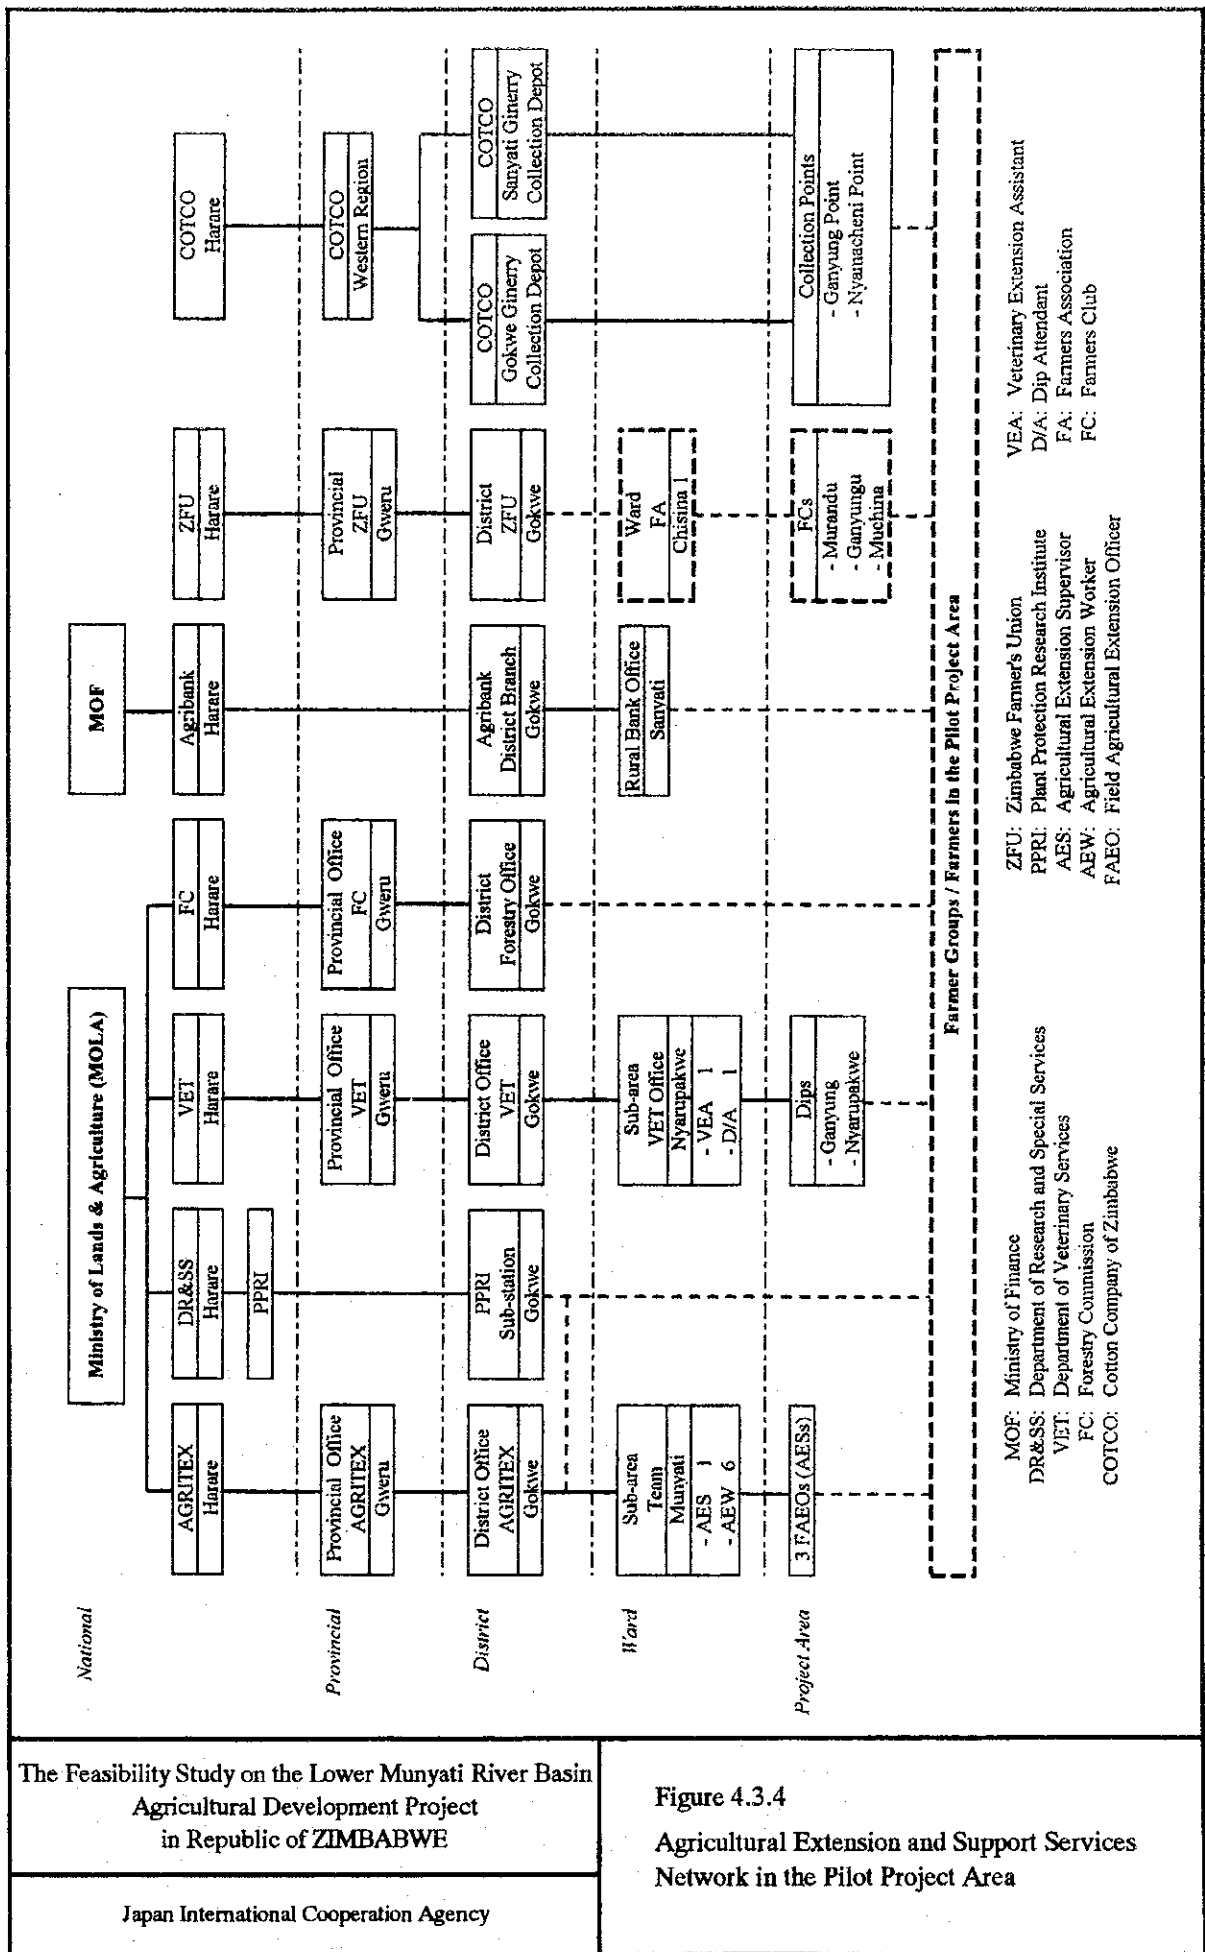 National
Ministry of Lands & Agriculture (MOLA)
MOF
AGRITEX
Harare
DR&SS
Harare
PPRI
VET
Harare
FC
Harare
Agribank
Harare
ZFU
Harare
COTCO
Harare
Provincial
Provincial Office
AGRITEX
Gweru
Provincial Office
VET
Gweru
Provincial Office
FC
Gweru
Provincial
ZFU
Gweru
COTCO
Western Region
District
District Office
AGRITEX
Gokwe
PPRI
Sub-station
Gokwe
District Office
VET
Gokwe
District
Forestry Office
Gokwe
Agribank
District Branch
Gokwe
District
ZFU
Gokwe
COTCO
Gokwe Ginerry
Collection Depot
COTCO
Sanyati Ginerry
Collection Depot
Ward
Sub-area
Team
Munyati
- AES 1
- AEW 6
Sub-area
VET Office
Nyarupakwe
- VEA 1
- D/A 1
Rural Bank Office
Sanyati
Ward
FA
Chisina 1
Project Area
3 FAEOs (AESs)
Dips
- Ganyung
- Nyarupakwe
FCs
- Murandu
- Ganyungu
- Muchina
Collection Points
- Ganyung Point
- Nyamacheni Point
Farmer Groups / Farmers in the Pilot Project Area
MOF: Ministry of Finance
DR&SS: Department of Research and Special Services
VET: Department of Veterinary Services
FC: Forestry Commission
COTCO: Cotton Company of Zimbabwe
ZFU: Zimbabwe Farmer's Union
PPRI: Plant Protection Research Institute
AES: Agricultural Extension Supervisor
AEW: Agricultural Extension Worker
FAEO: Field Agricultural Extension Officer
VEA: Veterinary Extension Assistant
D/A: Dip Attendant
FA: Farmers Association
FC: Farmers Club
The Feasibility Study on the Lower Munyati River Basin
Agricultural Development Project
in Republic of ZIMBABWE
Japan International Cooperation Agency
Figure 4.3.4
Agricultural Extension and Support Services
Network in the Pilot Project Area